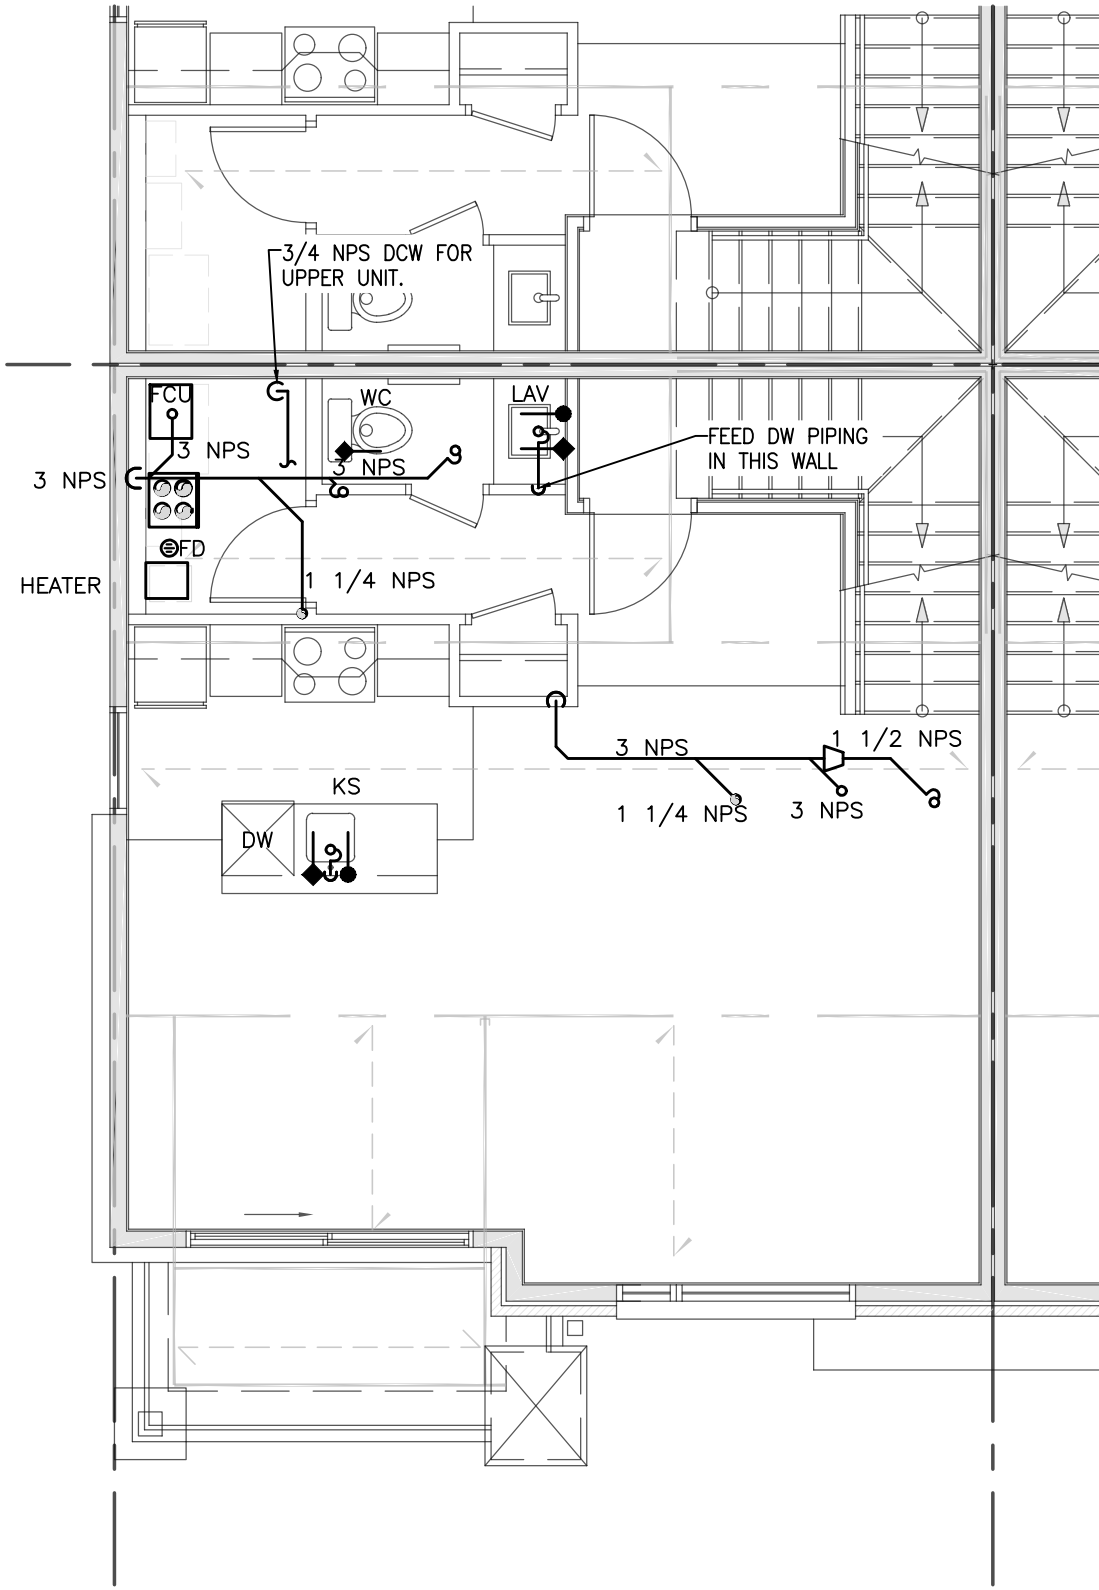 3/4 NPS DCW FOR
UPPER UNIT.
FCU
WC
LAV
3 NPS
FEED DW PIPING
IN THIS WALL
3 NPS
3 NPS
FD
HEATER
1 1/4 NPS
3 NPS
1 1/2 NPS
KS
1 1/4 NPS
3 NPS
DW